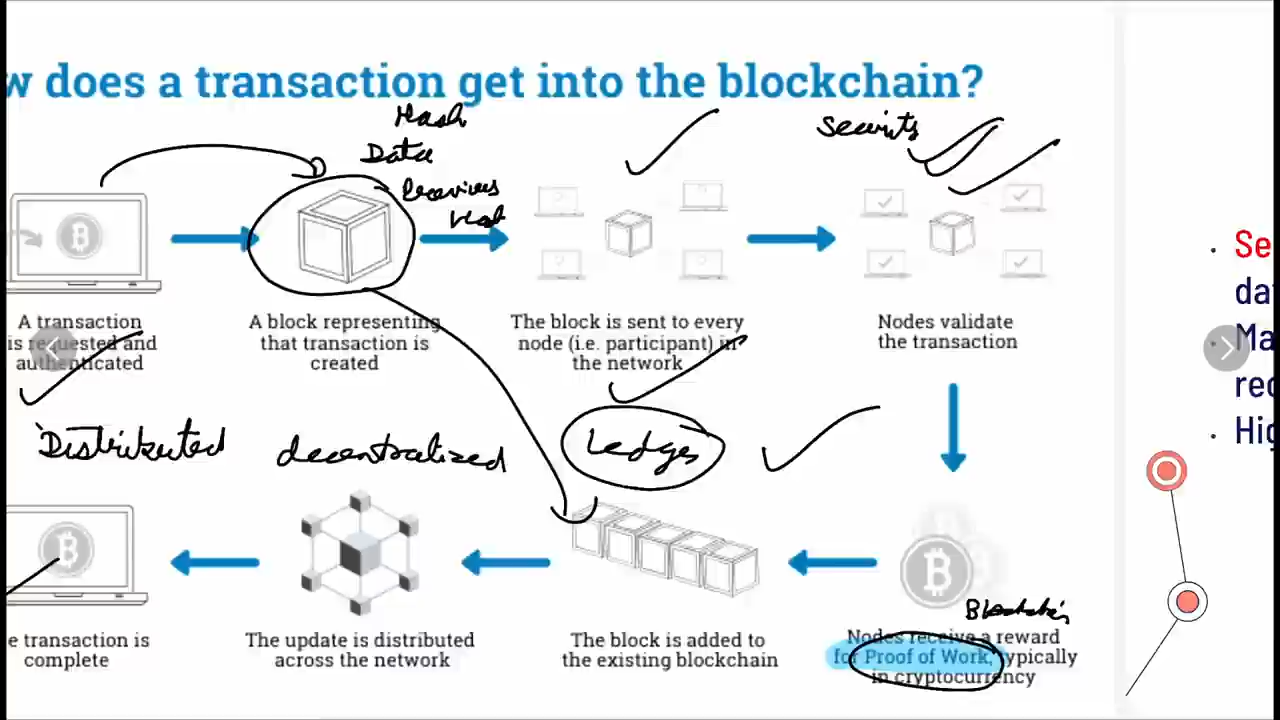 w does a transaction get into the blockchain?
Hash
Data
Previous
Hash
Security
A transaction
is requested and
authenticated
A block representing
that transaction is
created
The block is sent to every
node (i.e. participant) in
the network
Nodes validate
the transaction
Se
da
Ma
rec
Hig
Distributed
decentralized
Ledger
Blockchain
e transaction is
complete
The update is distributed
across the network
The block is added to
the existing blockchain
Nodes receive a reward
for Proof of Work, typically
in cryptocurrency